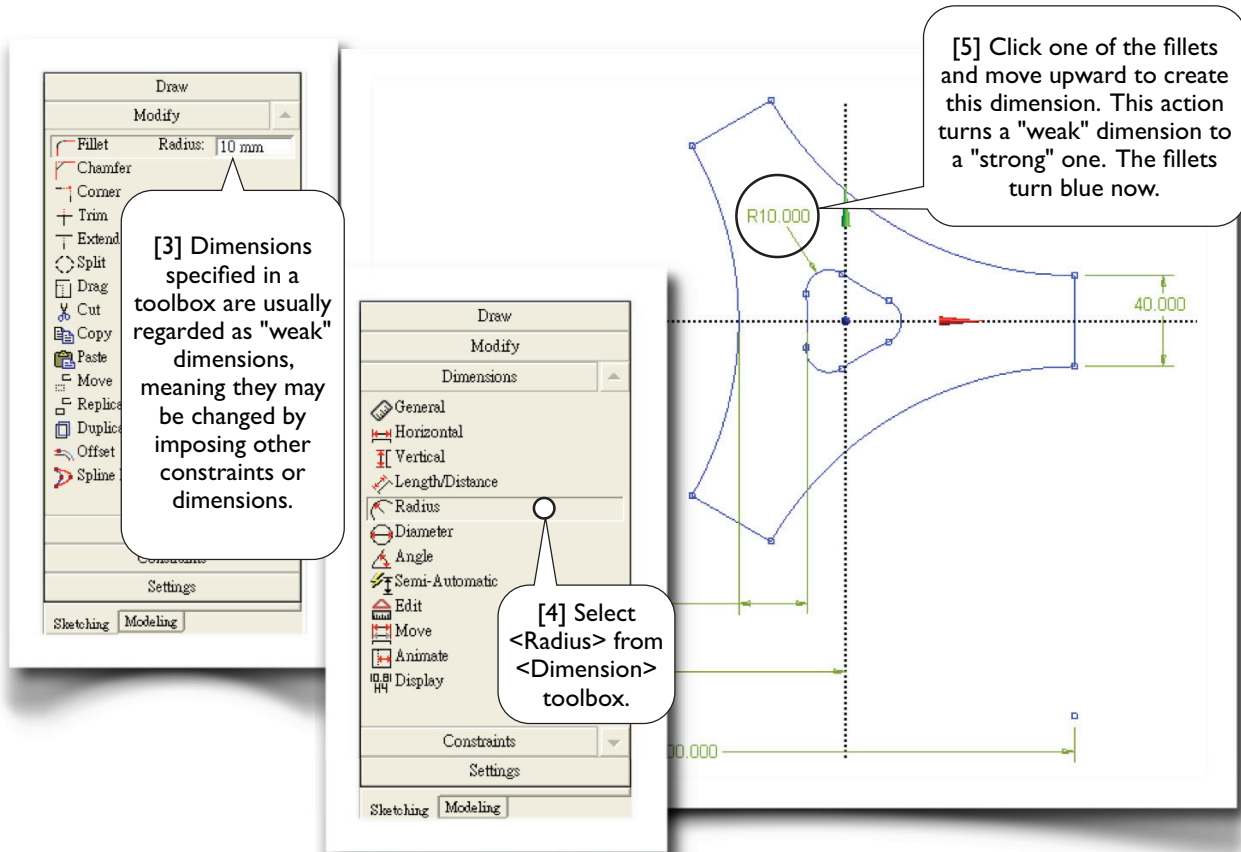 Draw
Modify
Fillet Radius: 10 mm
Chamfer
Corner
Trim
Extend
Split
Drag
Cut
Copy
Paste
Move
Replica
Duplica
Offset
Spline
Settings
Sketching Modeling
[3] Dimensions
specified in a
toolbox are usually
regarded as "weak"
dimensions,
meaning they may
be changed by
imposing other
constraints or
dimensions.
Draw
Modify
Dimensions
General
Horizontal
Vertical
Length/Distance
Radius
Diameter
Angle
Semi-Automatic
Edit
Move
Animate
Display
Constraints
Settings
Sketching Modeling
[4] Select
<Radius> from
<Dimension>
toolbox.
[5] Click one of the fillets
and move upward to create
this dimension. This action
turns a "weak" dimension to
a "strong" one. The fillets
turn blue now.
R10.000
40.000
00.000